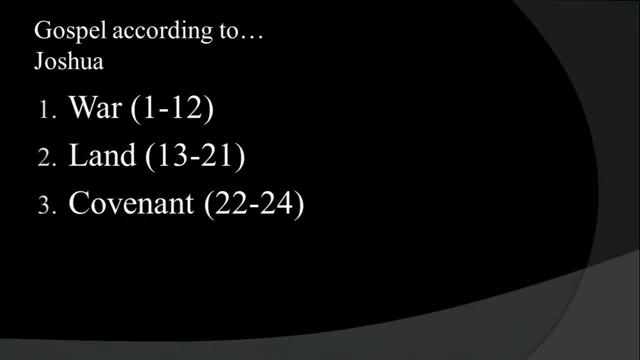 Gospel according to…
Joshua
1. War (1-12)
2. Land (13-21)
3. Covenant (22-24)